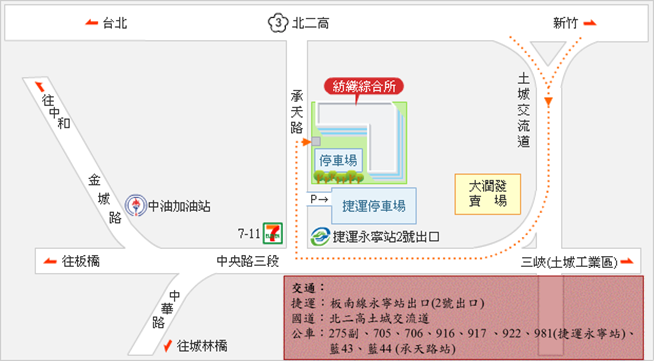 台北
3
北二高
新竹
往中和
金城路
承天路
紡織綜合所
土城交流道
停車場
P→
捷運停車場
大潤發
賣 場
中油加油站
7-11
捷運永寧站2號出口
往板橋
中央路三段
三峽(土城工業區)
中華路
往城林橋
交通：
捷運：板南線永寧站出口(2號出口)
國道：北二高土城交流道
公車：275副、705、706、916、917 、922、981(捷運永寧站)、
藍43、藍44 (承天路站)